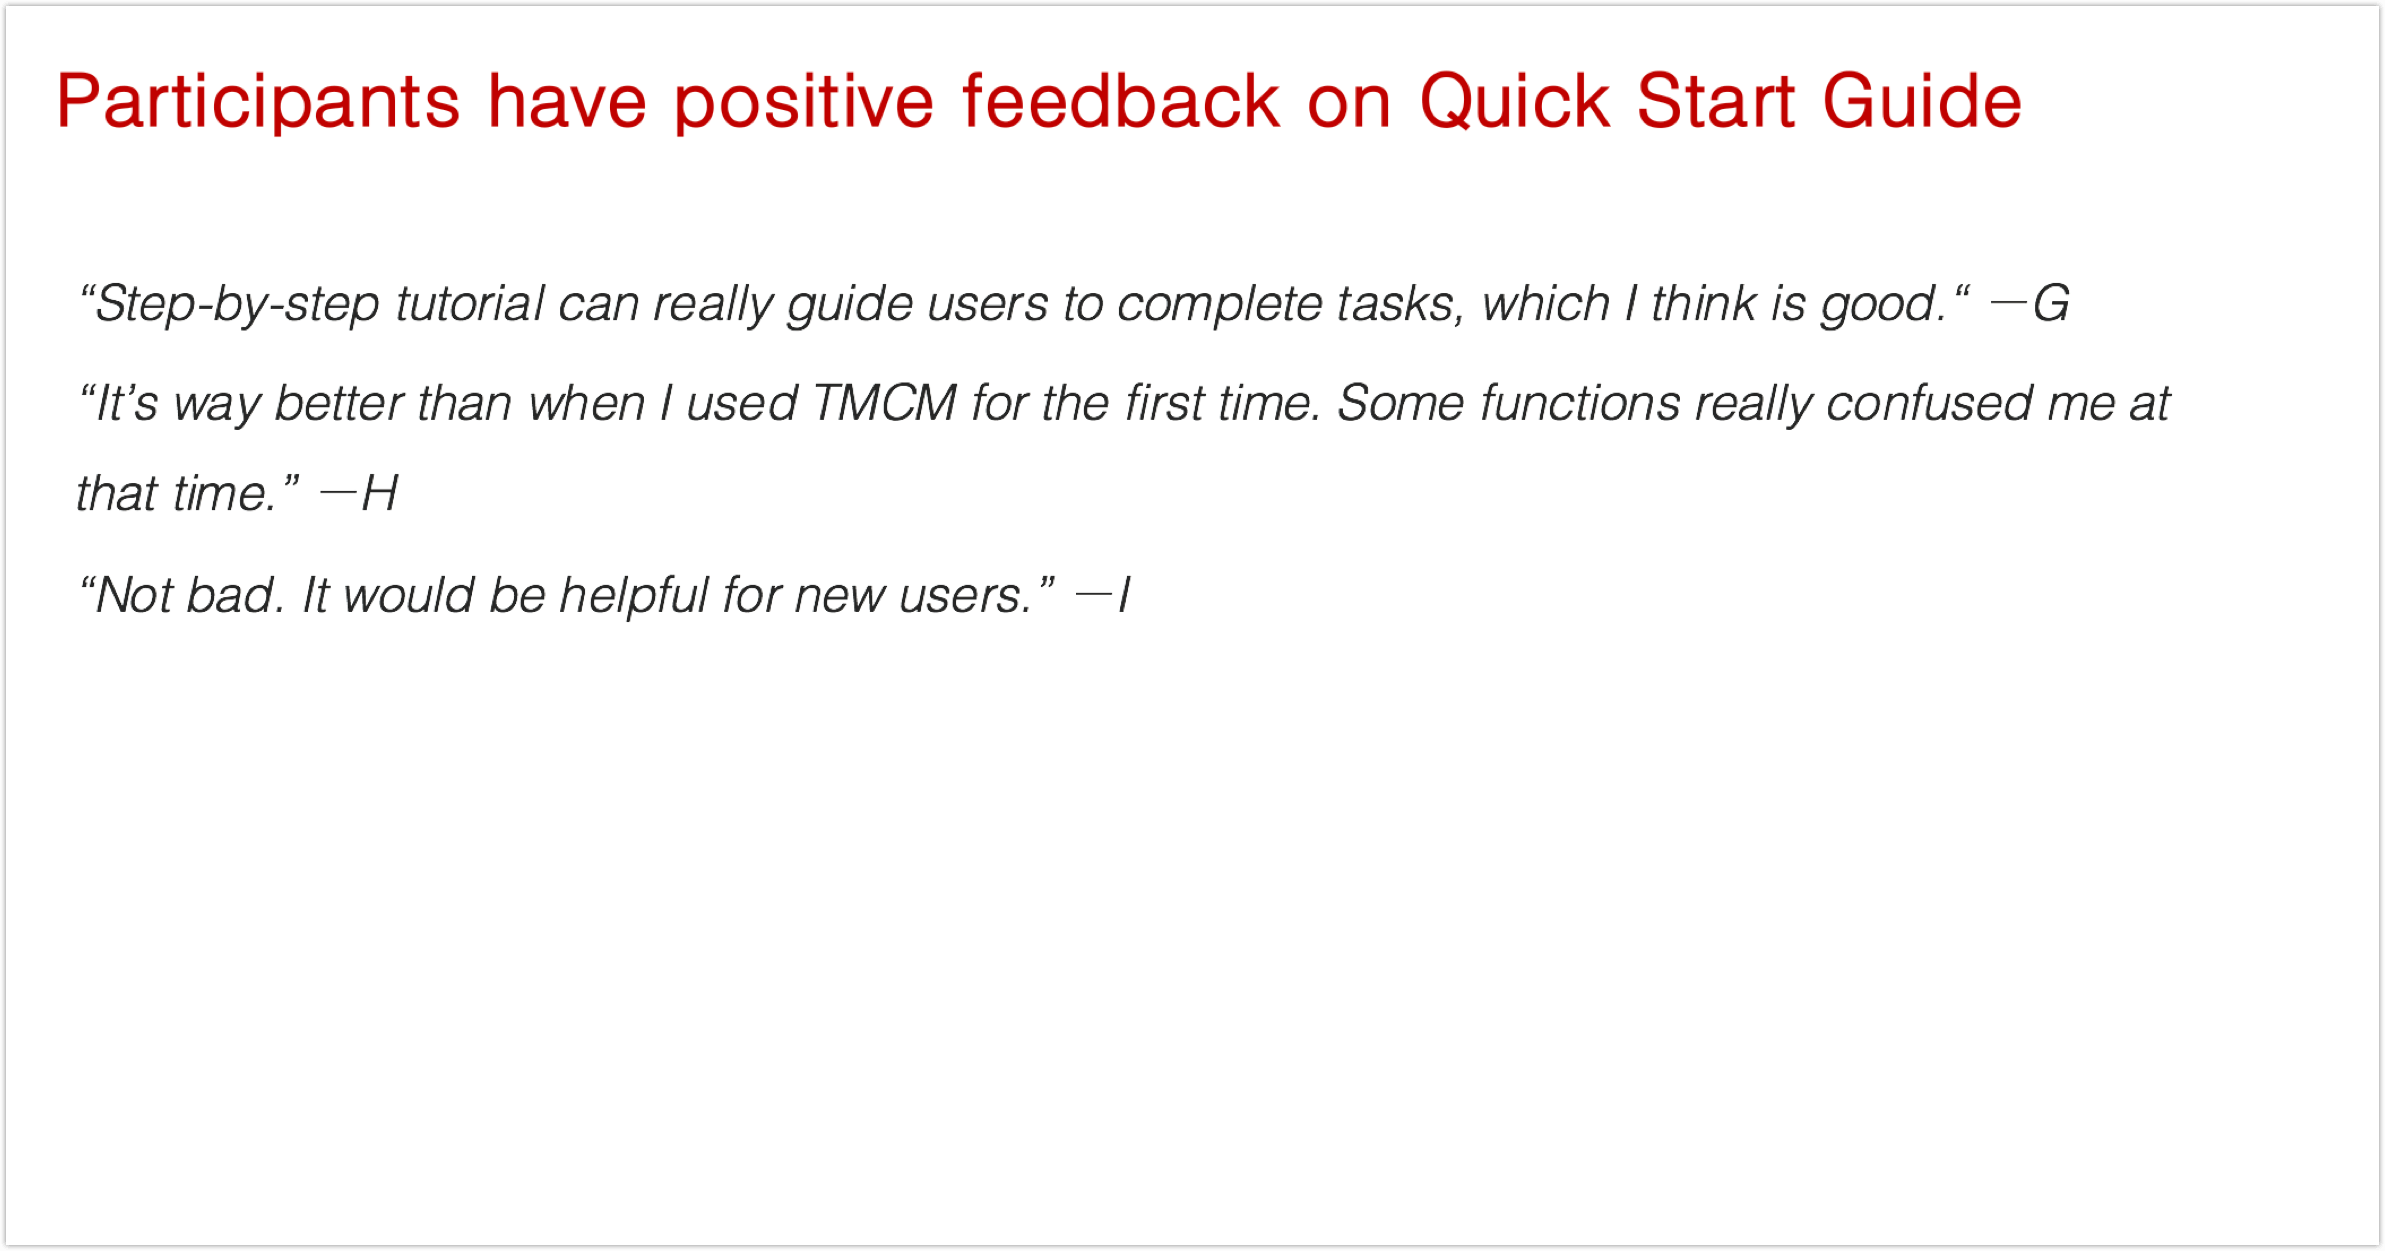 Participants have positive feedback on Quick Start Guide
“Step-by-step tutorial can really guide users to complete tasks, which I think is good.“ —G
“It’s way better than when I used TMCM for the first time. Some functions really confused me at
that time.” —H
“Not bad. It would be helpful for new users.” —I